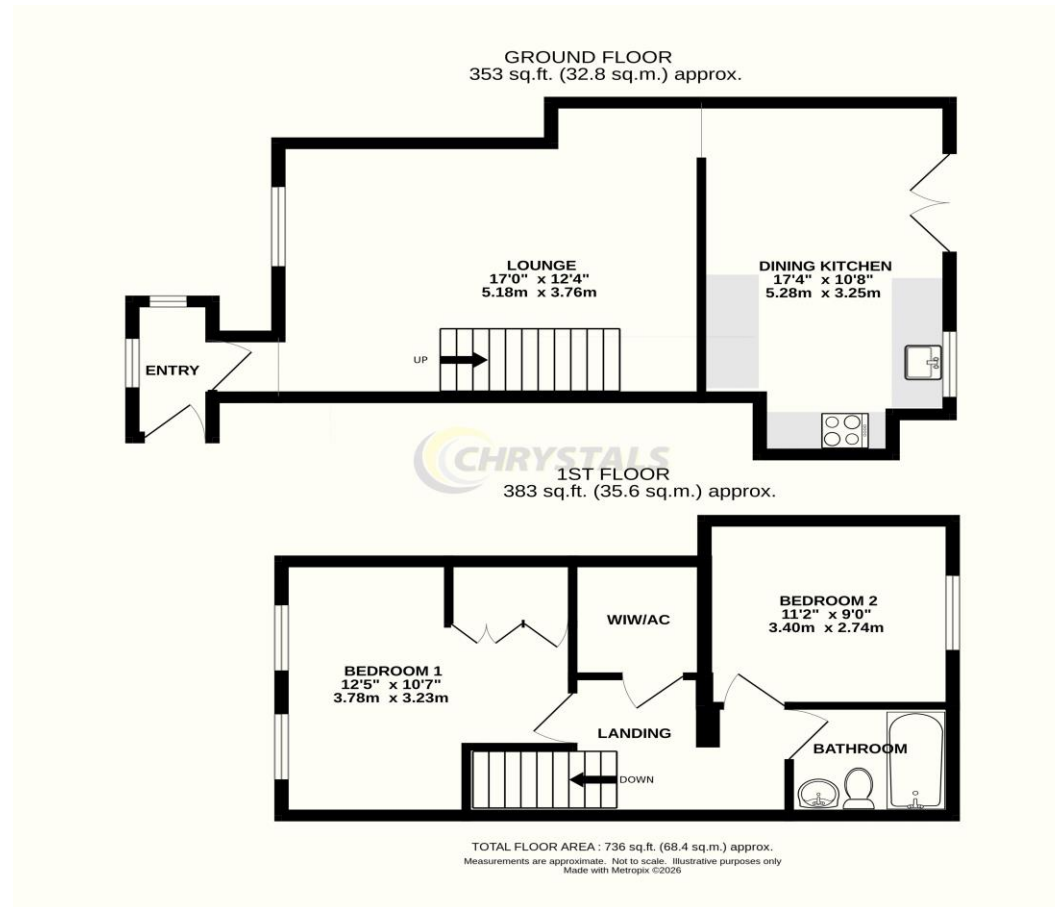 GROUND FLOOR
353 sq.ft. (32.8 sq.m.) approx.
LOUNGE
17'0" x 12'4"
5.18m x 3.76m
DINING KITCHEN
17'4" x 10'8"
5.28m x 3.25m
UP
ENTRY
CHRYSTALS
1ST FLOOR
383 sq.ft. (35.6 sq.m.) approx.
BEDROOM 2
11'2" x 9'0"
3.40m x 2.74m
WIW/AC
BEDROOM 1
12'5" x 10'7"
3.78m x 3.23m
LANDING
BATHROOM
DOWN
TOTAL FLOOR AREA : 736 sq.ft. (68.4 sq.m.) approx.
Measurements are approximate. Not to scale. Illustrative purposes only
Made with Metropix ©2026